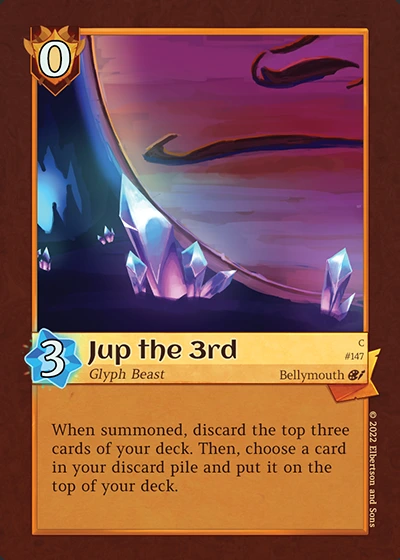 0
3
Jup the 3rd
C
#147
Glyph Beast
Bellymouth
When summoned, discard the top three
cards of your deck. Then, choose a card
in your discard pile and put it on the
top of your deck.
© 2022 Elbertson and Sons